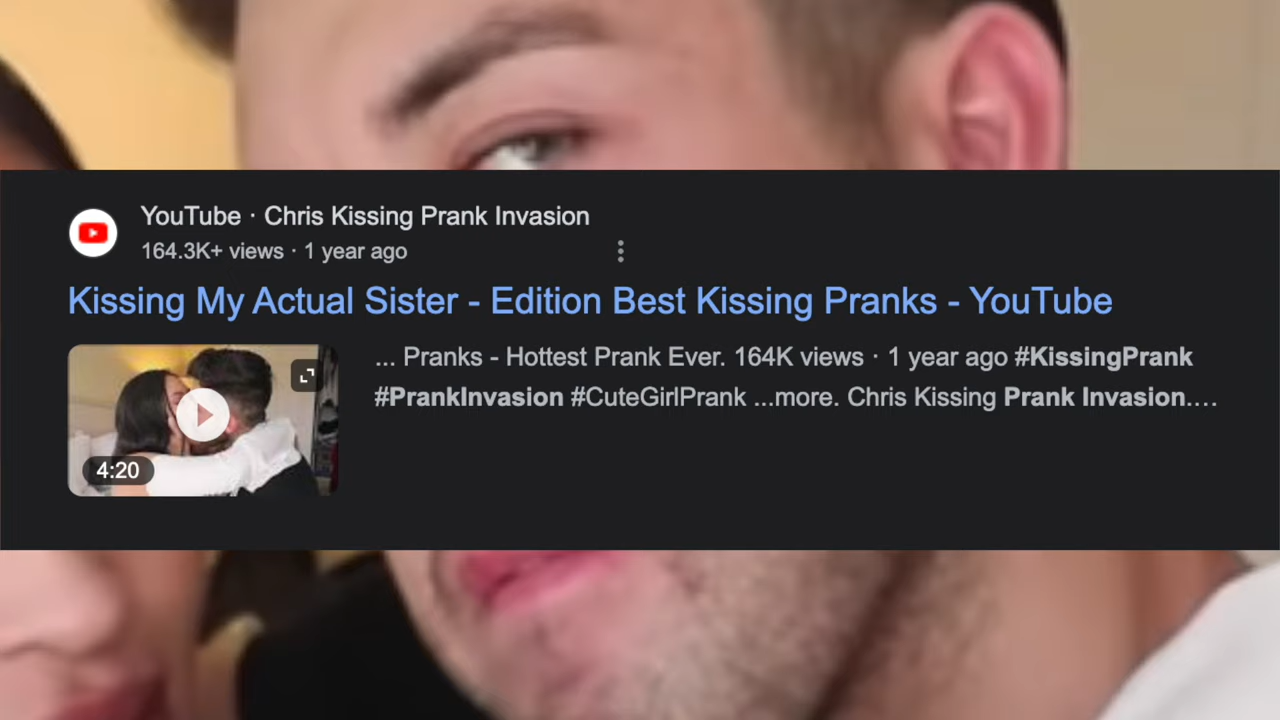 YouTube · Chris Kissing Prank Invasion
164.3K+ views · 1 year ago
Kissing My Actual Sister - Edition Best Kissing Pranks - YouTube
... Pranks - Hottest Prank Ever. 164K views · 1 year ago #KissingPrank
#PrankInvasion #CuteGirlPrank ...more. Chris Kissing Prank Invasion....
4:20